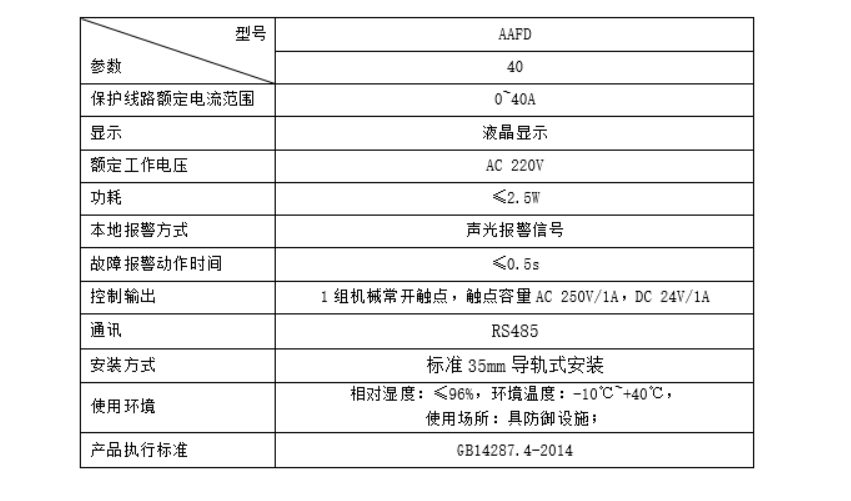 型号 AAFD
参数 40
保护线路额定电流范围 0~40A
显示 液晶显示
额定工作电压 AC 220V
功耗 ≤2.5W
本地报警方式 声光报警信号
故障报警动作时间 ≤0.5s
控制输出 1组机械常开触点，触点容量AC 250V/1A，DC 24V/1A
通讯 RS485
安装方式 标准35mm导轨式安装
使用环境 相对湿度：≤96%，环境温度：-10℃~+40℃，
使用场所：具防御设施；
产品执行标准 GB14287.4-2014